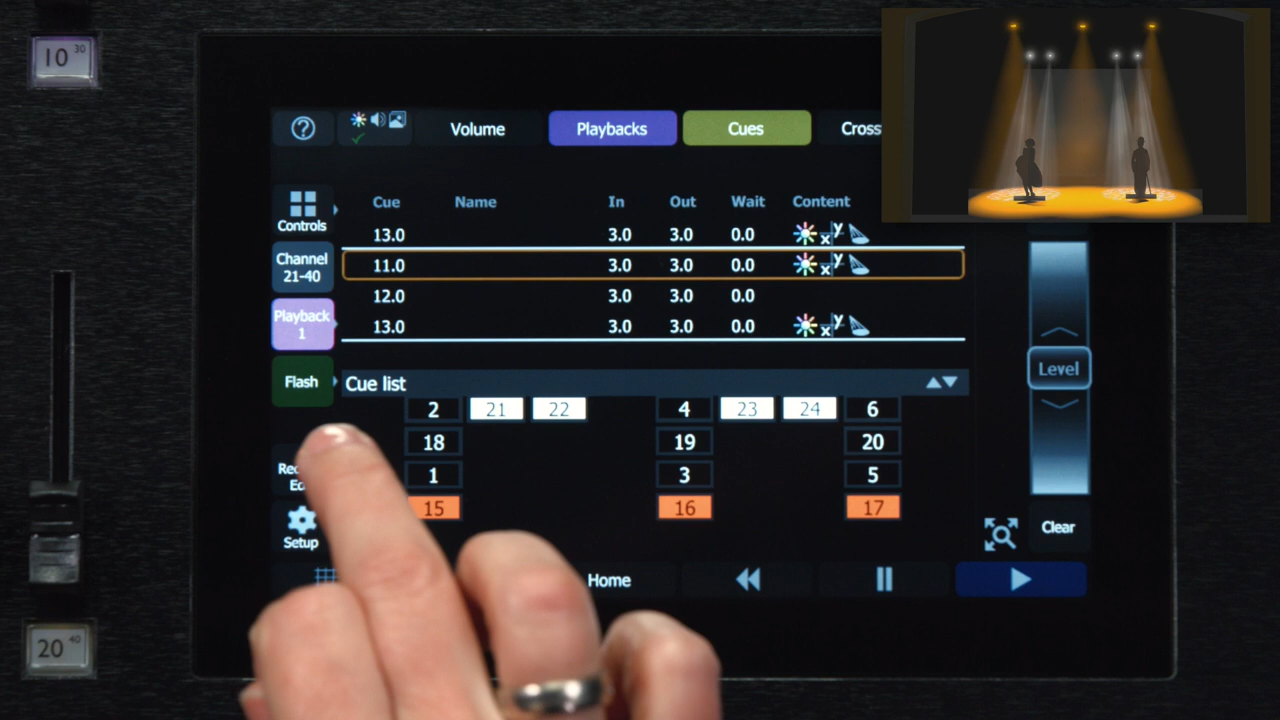 10 30
Volume Playbacks Cues Cross
Cue Name In Out Wait Content
Controls
13.0 3.0 3.0 0.0 x y
Channel
21-40
11.0 3.0 3.0 0.0 x y
12.0 3.0 3.0 0.0
Playback
1
13.0 3.0 3.0 0.0 x y
Level
Flash
Cue list
2 21 22 4 23 24 6
18 19 20
1 3 5
15 16 17
Setup
Clear
Home
20 40